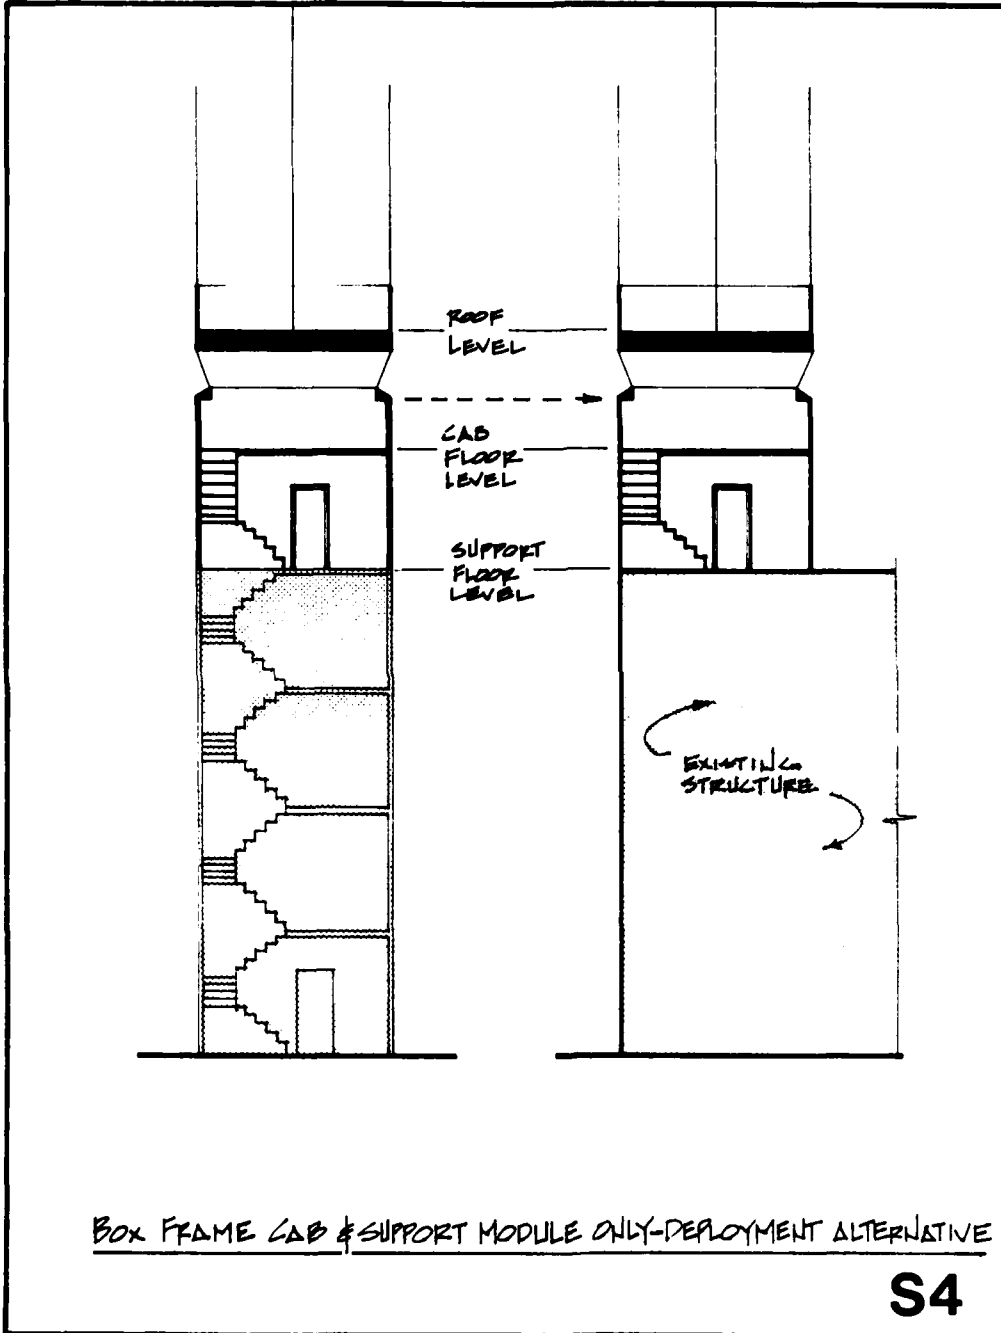 ROOF
LEVEL
CAB
FLOOR
LEVEL
SUPPORT
FLOOR
LEVEL
EXISTING
STRUCTURE
BOX FRAME CAB & SUPPORT MODULE ONLY-DEPLOYMENT ALTERNATIVE
S4